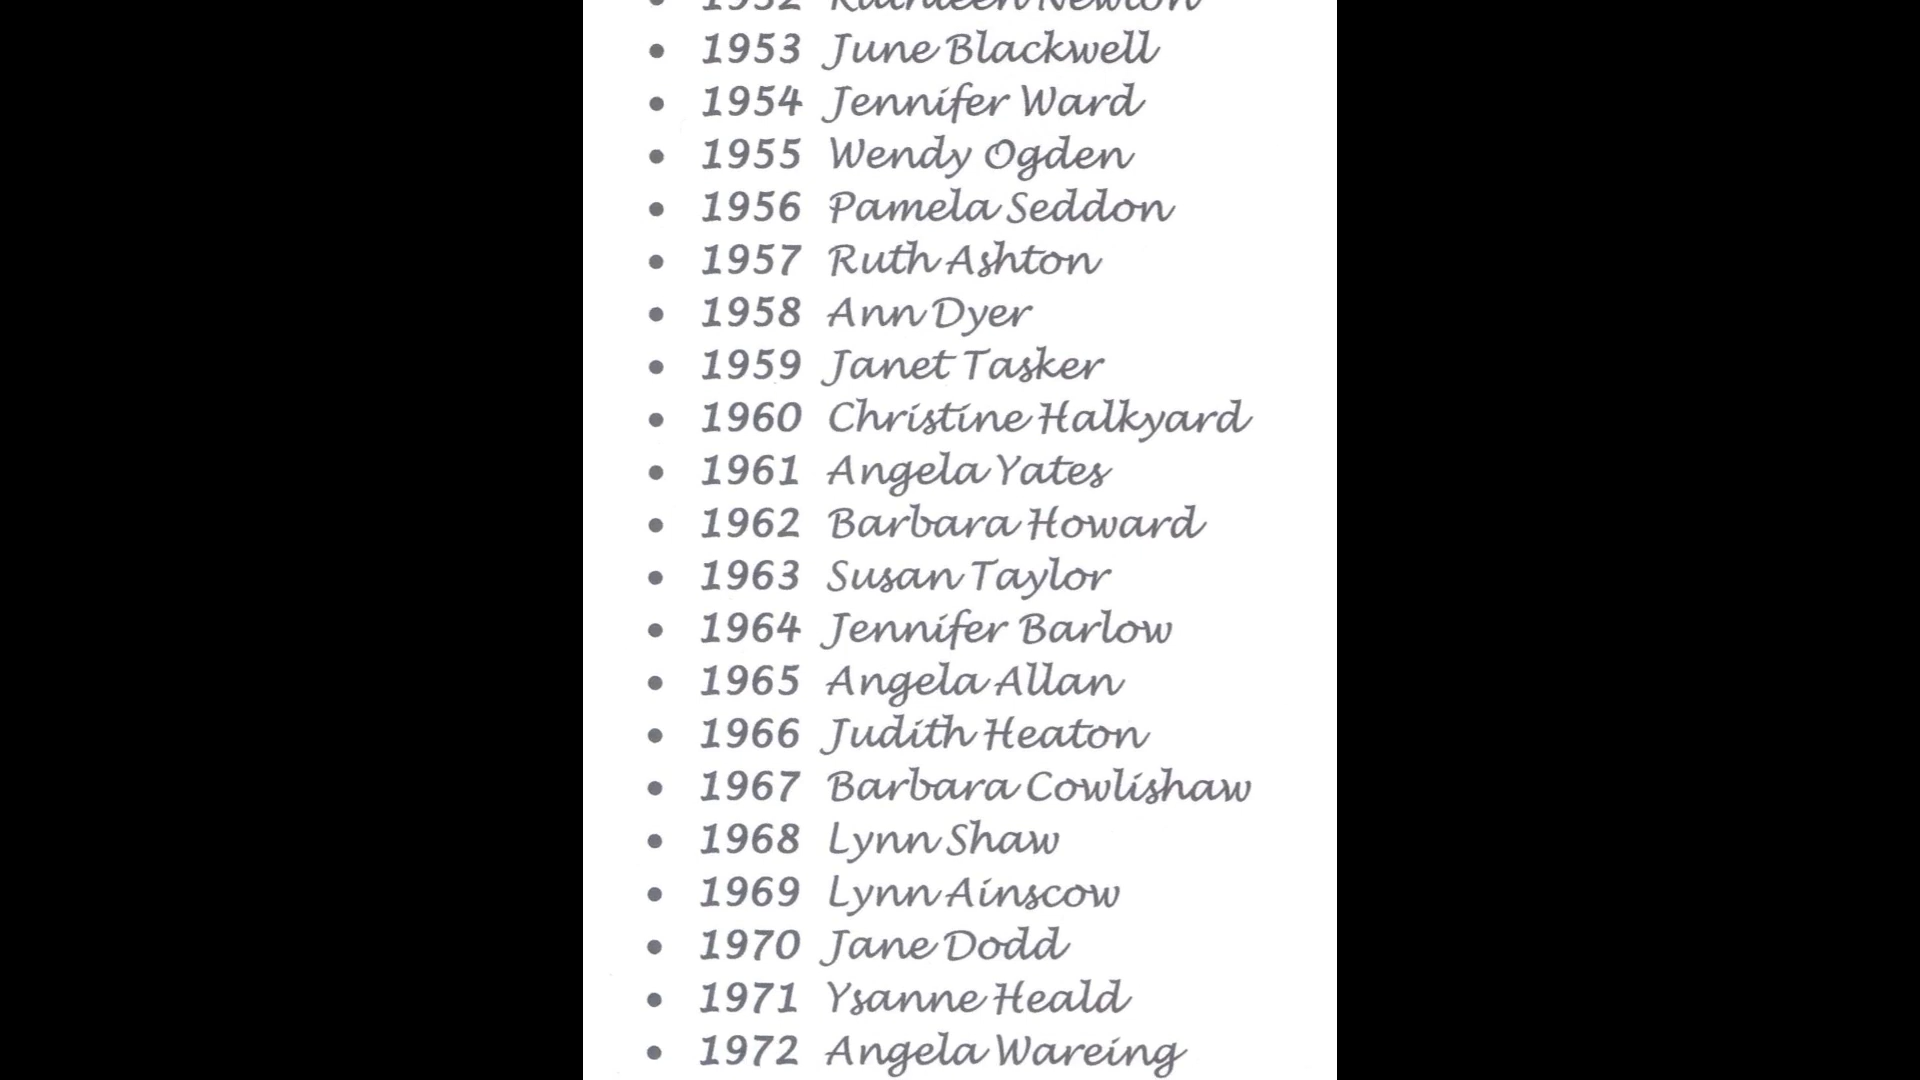 • 1952 Kathleen Newton
• 1953 June Blackwell
• 1954 Jennifer Ward
• 1955 Wendy Ogden
• 1956 Pamela Seddon
• 1957 Ruth Ashton
• 1958 Ann Dyer
• 1959 Janet Tasker
• 1960 Christine Halkyard
• 1961 Angela Yates
• 1962 Barbara Howard
• 1963 Susan Taylor
• 1964 Jennifer Barlow
• 1965 Angela Allan
• 1966 Judith Heaton
• 1967 Barbara Cowlishaw
• 1968 Lynn Shaw
• 1969 Lynn Ainscow
• 1970 Jane Dodd
• 1971 Ysanne Heald
• 1972 Angela Wareing